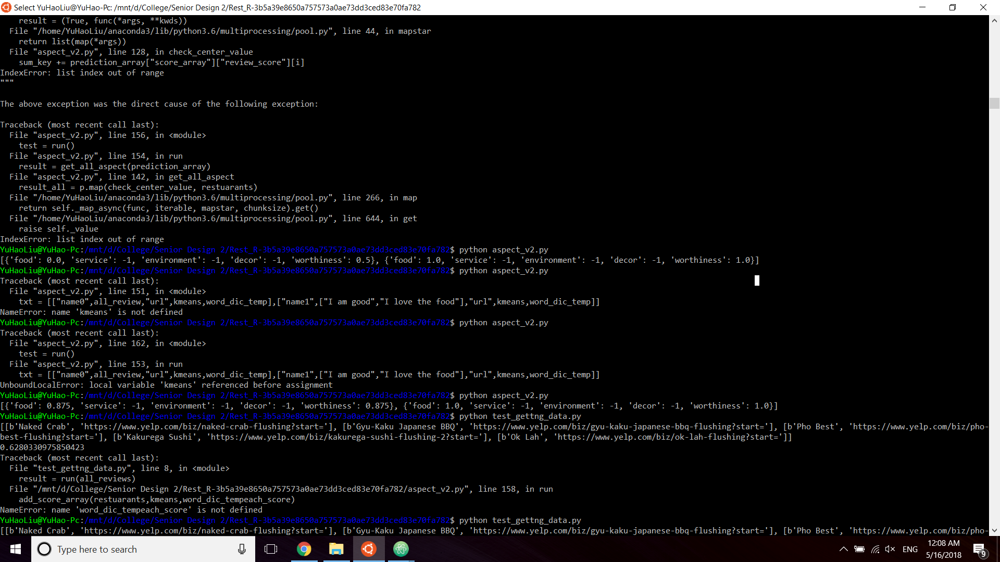 Select YuHaoLiu@YuHao-Pc: /mnt/d/College/Senior Design 2/Rest_R-3b5a39e8650a757573a0ae73dd3ced83e70fa782
    result = (True, func(*args, **kwds))
  File "/home/YuHaoLiu/anaconda3/lib/python3.6/multiprocessing/pool.py", line 44, in mapstar
    return list(map(*args))
  File "aspect_v2.py", line 128, in check_center_value
    sum_key += prediction_array["score_array"]["review_score"][i]
IndexError: list index out of range
"""
The above exception was the direct cause of the following exception:
Traceback (most recent call last):
  File "aspect_v2.py", line 156, in <module>
    test = run()
  File "aspect_v2.py", line 154, in run
    result = get_all_aspect(prediction_array)
  File "aspect_v2.py", line 142, in get_all_aspect
    result_all = p.map(check_center_value, restuarants)
  File "/home/YuHaoLiu/anaconda3/lib/python3.6/multiprocessing/pool.py", line 266, in map
    return self._map_async(func, iterable, mapstar, chunksize).get()
  File "/home/YuHaoLiu/anaconda3/lib/python3.6/multiprocessing/pool.py", line 644, in get
    raise self._value
IndexError: list index out of range
YuHaoLiu@YuHao-Pc:/mnt/d/College/Senior Design 2/Rest_R-3b5a39e8650a757573a0ae73dd3ced83e70fa782$ python aspect_v2.py
[{'food': 0.0, 'service': -1, 'environment': -1, 'decor': -1, 'worthiness': 0.5}, {'food': 1.0, 'service': -1, 'environment': -1, 'decor': -1, 'worthiness': 1.0}]
YuHaoLiu@YuHao-Pc:/mnt/d/College/Senior Design 2/Rest_R-3b5a39e8650a757573a0ae73dd3ced83e70fa782$ python aspect_v2.py
Traceback (most recent call last):
  File "aspect_v2.py", line 151, in <module>
    txt = [["name0",all_review,"url",kmeans,word_dic_temp],["name1",["I am good","I love the food"],"url",kmeans,word_dic_temp]]
NameError: name 'kmeans' is not defined
YuHaoLiu@YuHao-Pc:/mnt/d/College/Senior Design 2/Rest_R-3b5a39e8650a757573a0ae73dd3ced83e70fa782$ python aspect_v2.py
Traceback (most recent call last):
  File "aspect_v2.py", line 162, in <module>
    test = run()
  File "aspect_v2.py", line 153, in run
    txt = [["name0",all_review,"url",kmeans,word_dic_temp],["name1",["I am good","I love the food"],"url",kmeans,word_dic_temp]]
UnboundLocalError: local variable 'kmeans' referenced before assignment
YuHaoLiu@YuHao-Pc:/mnt/d/College/Senior Design 2/Rest_R-3b5a39e8650a757573a0ae73dd3ced83e70fa782$ python aspect_v2.py
[{'food': 0.875, 'service': -1, 'environment': -1, 'decor': -1, 'worthiness': 0.875}, {'food': 1.0, 'service': -1, 'environment': -1, 'decor': -1, 'worthiness': 1.0}]
YuHaoLiu@YuHao-Pc:/mnt/d/College/Senior Design 2/Rest_R-3b5a39e8650a757573a0ae73dd3ced83e70fa782$ python test_gettng_data.py
[[b'Naked Crab', 'https://www.yelp.com/biz/naked-crab-flushing?start='], [b'Gyu-Kaku Japanese BBQ', 'https://www.yelp.com/biz/gyu-kaku-japanese-bbq-flushing?start='], [b'Pho Best', 'https://www.yelp.com/biz/pho-
best-flushing?start='], [b'Kakurega Sushi', 'https://www.yelp.com/biz/kakurega-sushi-flushing-2?start='], [b'Ok Lah', 'https://www.yelp.com/biz/ok-lah-flushing?start=']]
0.6280330975850423
Traceback (most recent call last):
  File "test_gettng_data.py", line 8, in <module>
    result = run(all_reviews)
  File "/mnt/d/College/Senior Design 2/Rest_R-3b5a39e8650a757573a0ae73dd3ced83e70fa782/aspect_v2.py", line 158, in run
    add_score_array(restuarants,kmeans,word_dic_tempeach_score)
NameError: name 'word_dic_tempeach_score' is not defined
YuHaoLiu@YuHao-Pc:/mnt/d/College/Senior Design 2/Rest_R-3b5a39e8650a757573a0ae73dd3ced83e70fa782$ python test_gettng_data.py
[[b'Naked Crab', 'https://www.yelp.com/biz/naked-crab-flushing?start='], [b'Gyu-Kaku Japanese BBQ', 'https://www.yelp.com/biz/gyu-kaku-japanese-bbq-flushing?start='], [b'Pho Best', 'https://www.yelp.com/biz/pho-
Type here to search
ENG
12:08 AM
5/16/2018
9